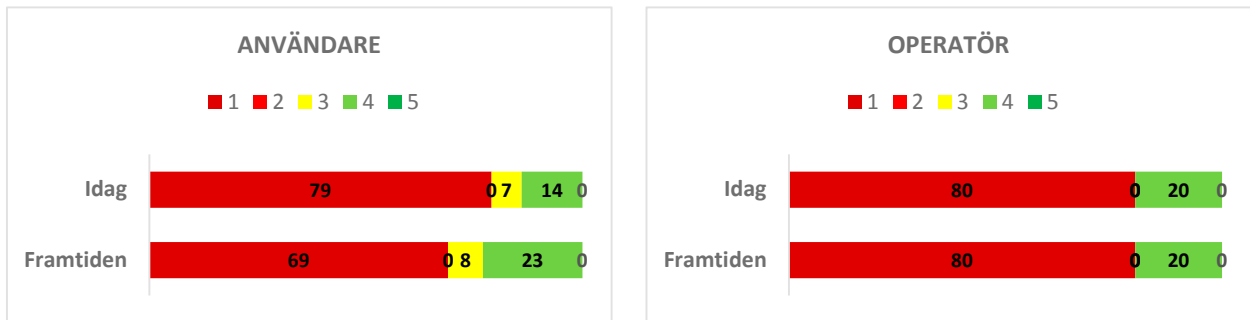 ANVÄNDARE
1 2 3 4 5
Idag 79 0 7 14 0
Framtiden 69 0 8 23 0
OPERATÖR
1 2 3 4 5
Idag 80 0 20 0
Framtiden 80 0 20 0